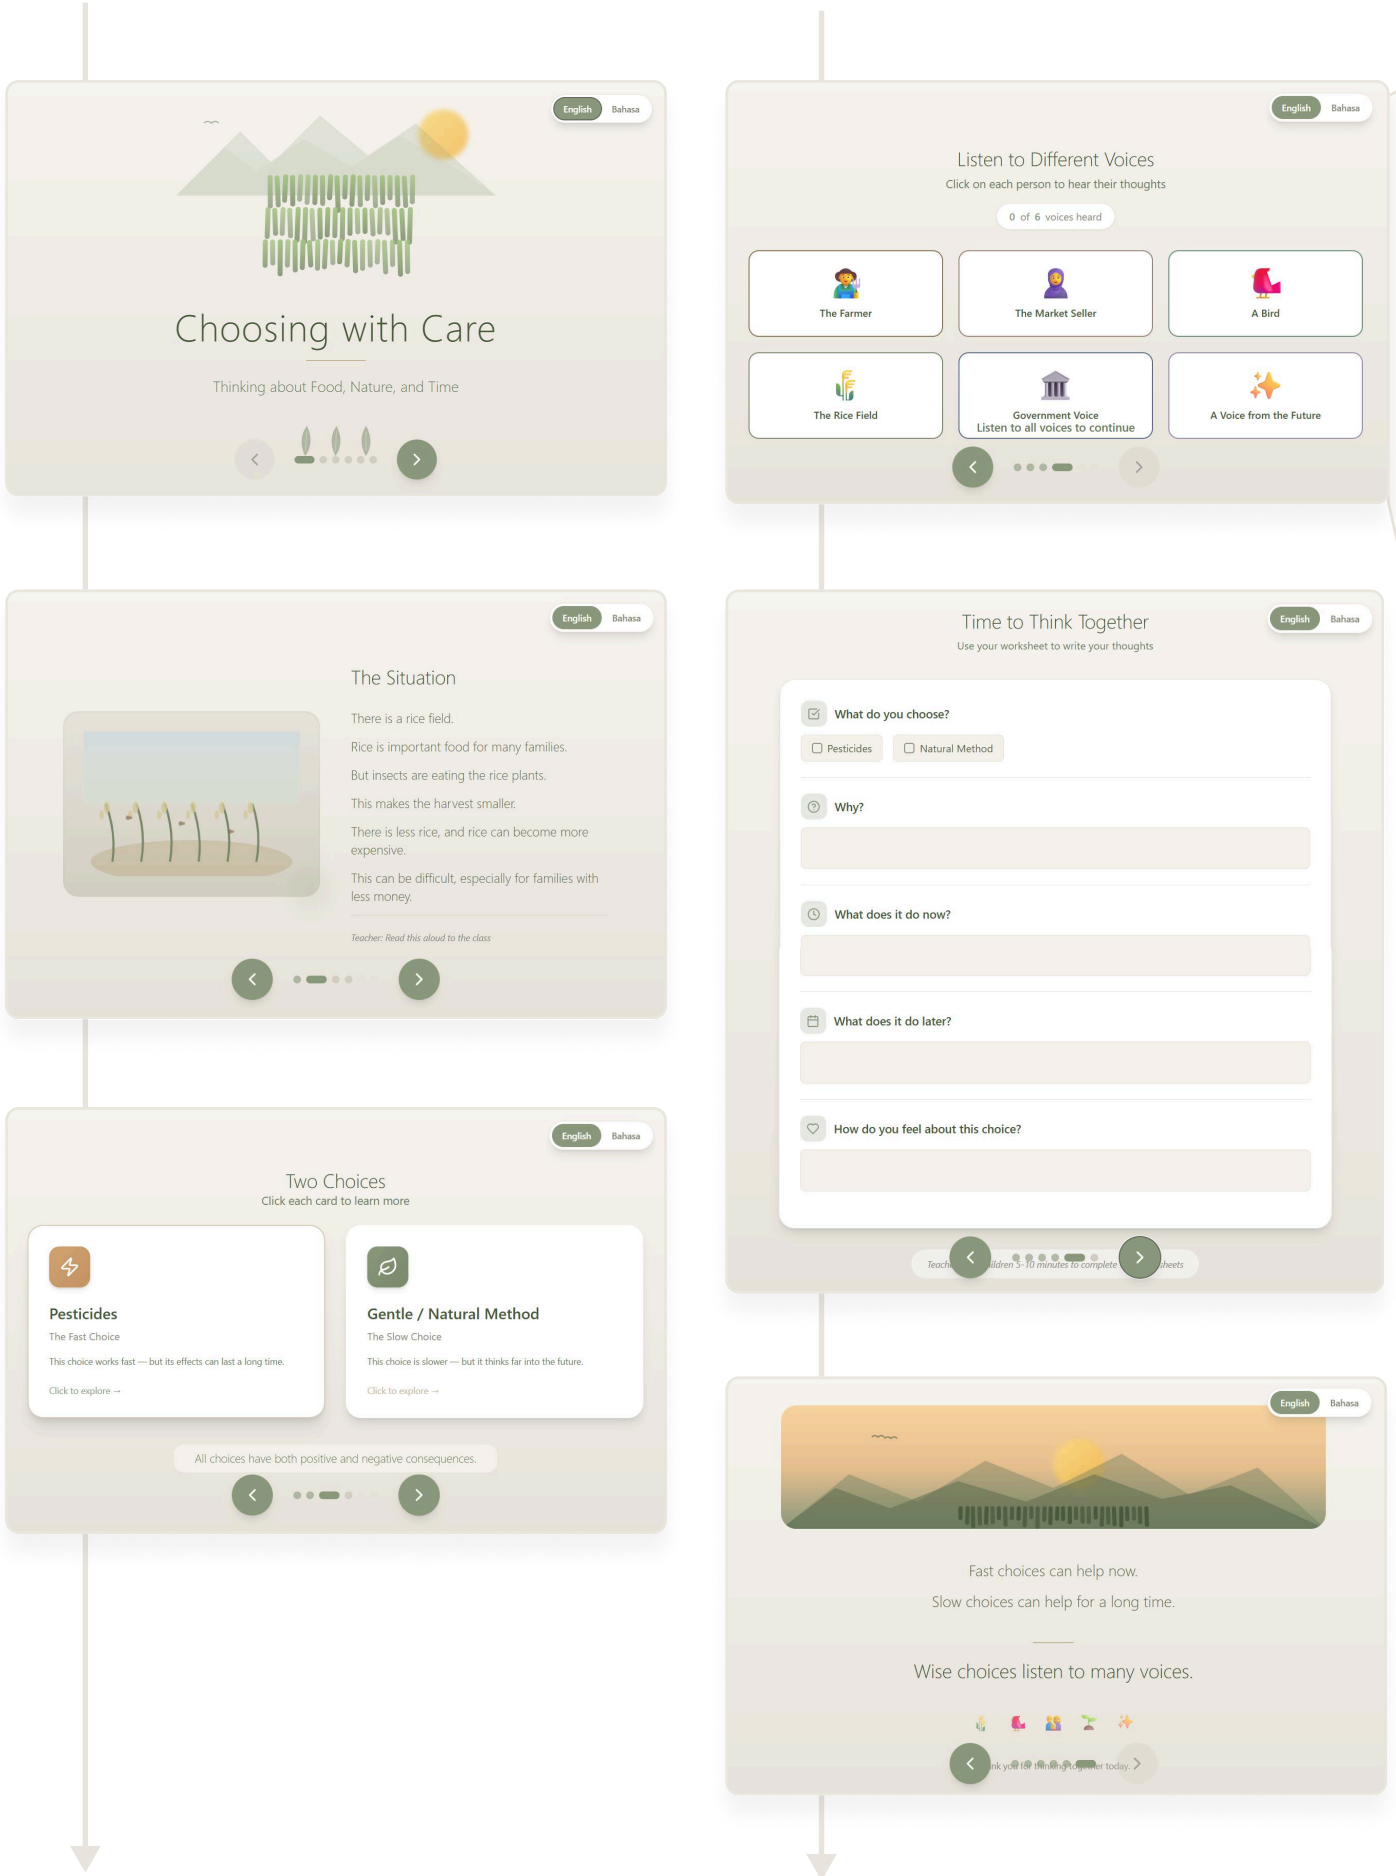 English
Bahasa
Choosing with Care
Thinking about Food, Nature, and Time
English
Bahasa
The Situation
There is a rice field.
Rice is important food for many families.
But insects are eating the rice plants.
This makes the harvest smaller.
There is less rice, and rice can become more
expensive.
This can be difficult, especially for families with
less money.
Teacher: Read this aloud to the class
English
Bahasa
Two Choices
Click each card to learn more
Pesticides
The Fast Choice
This choice works fast — but its effects can last a long time.
Click to explore →
Gentle / Natural Method
The Slow Choice
This choice is slower — but it thinks far into the future.
Click to explore →
All choices have both positive and negative consequences.
English
Bahasa
Listen to Different Voices
Click on each person to hear their thoughts
0 of 6 voices heard
The Farmer
The Market Seller
A Bird
The Rice Field
Government Voice
A Voice from the Future
Listen to all voices to continue
English
Bahasa
Time to Think Together
Use your worksheet to write your thoughts
What do you choose?
Pesticides
Natural Method
Why?
What does it do now?
What does it do later?
How do you feel about this choice?
5-10 minutes to complete
English
Bahasa
Fast choices can help now.
Slow choices can help for a long time.
Wise choices listen to many voices.
you for thinking together today.